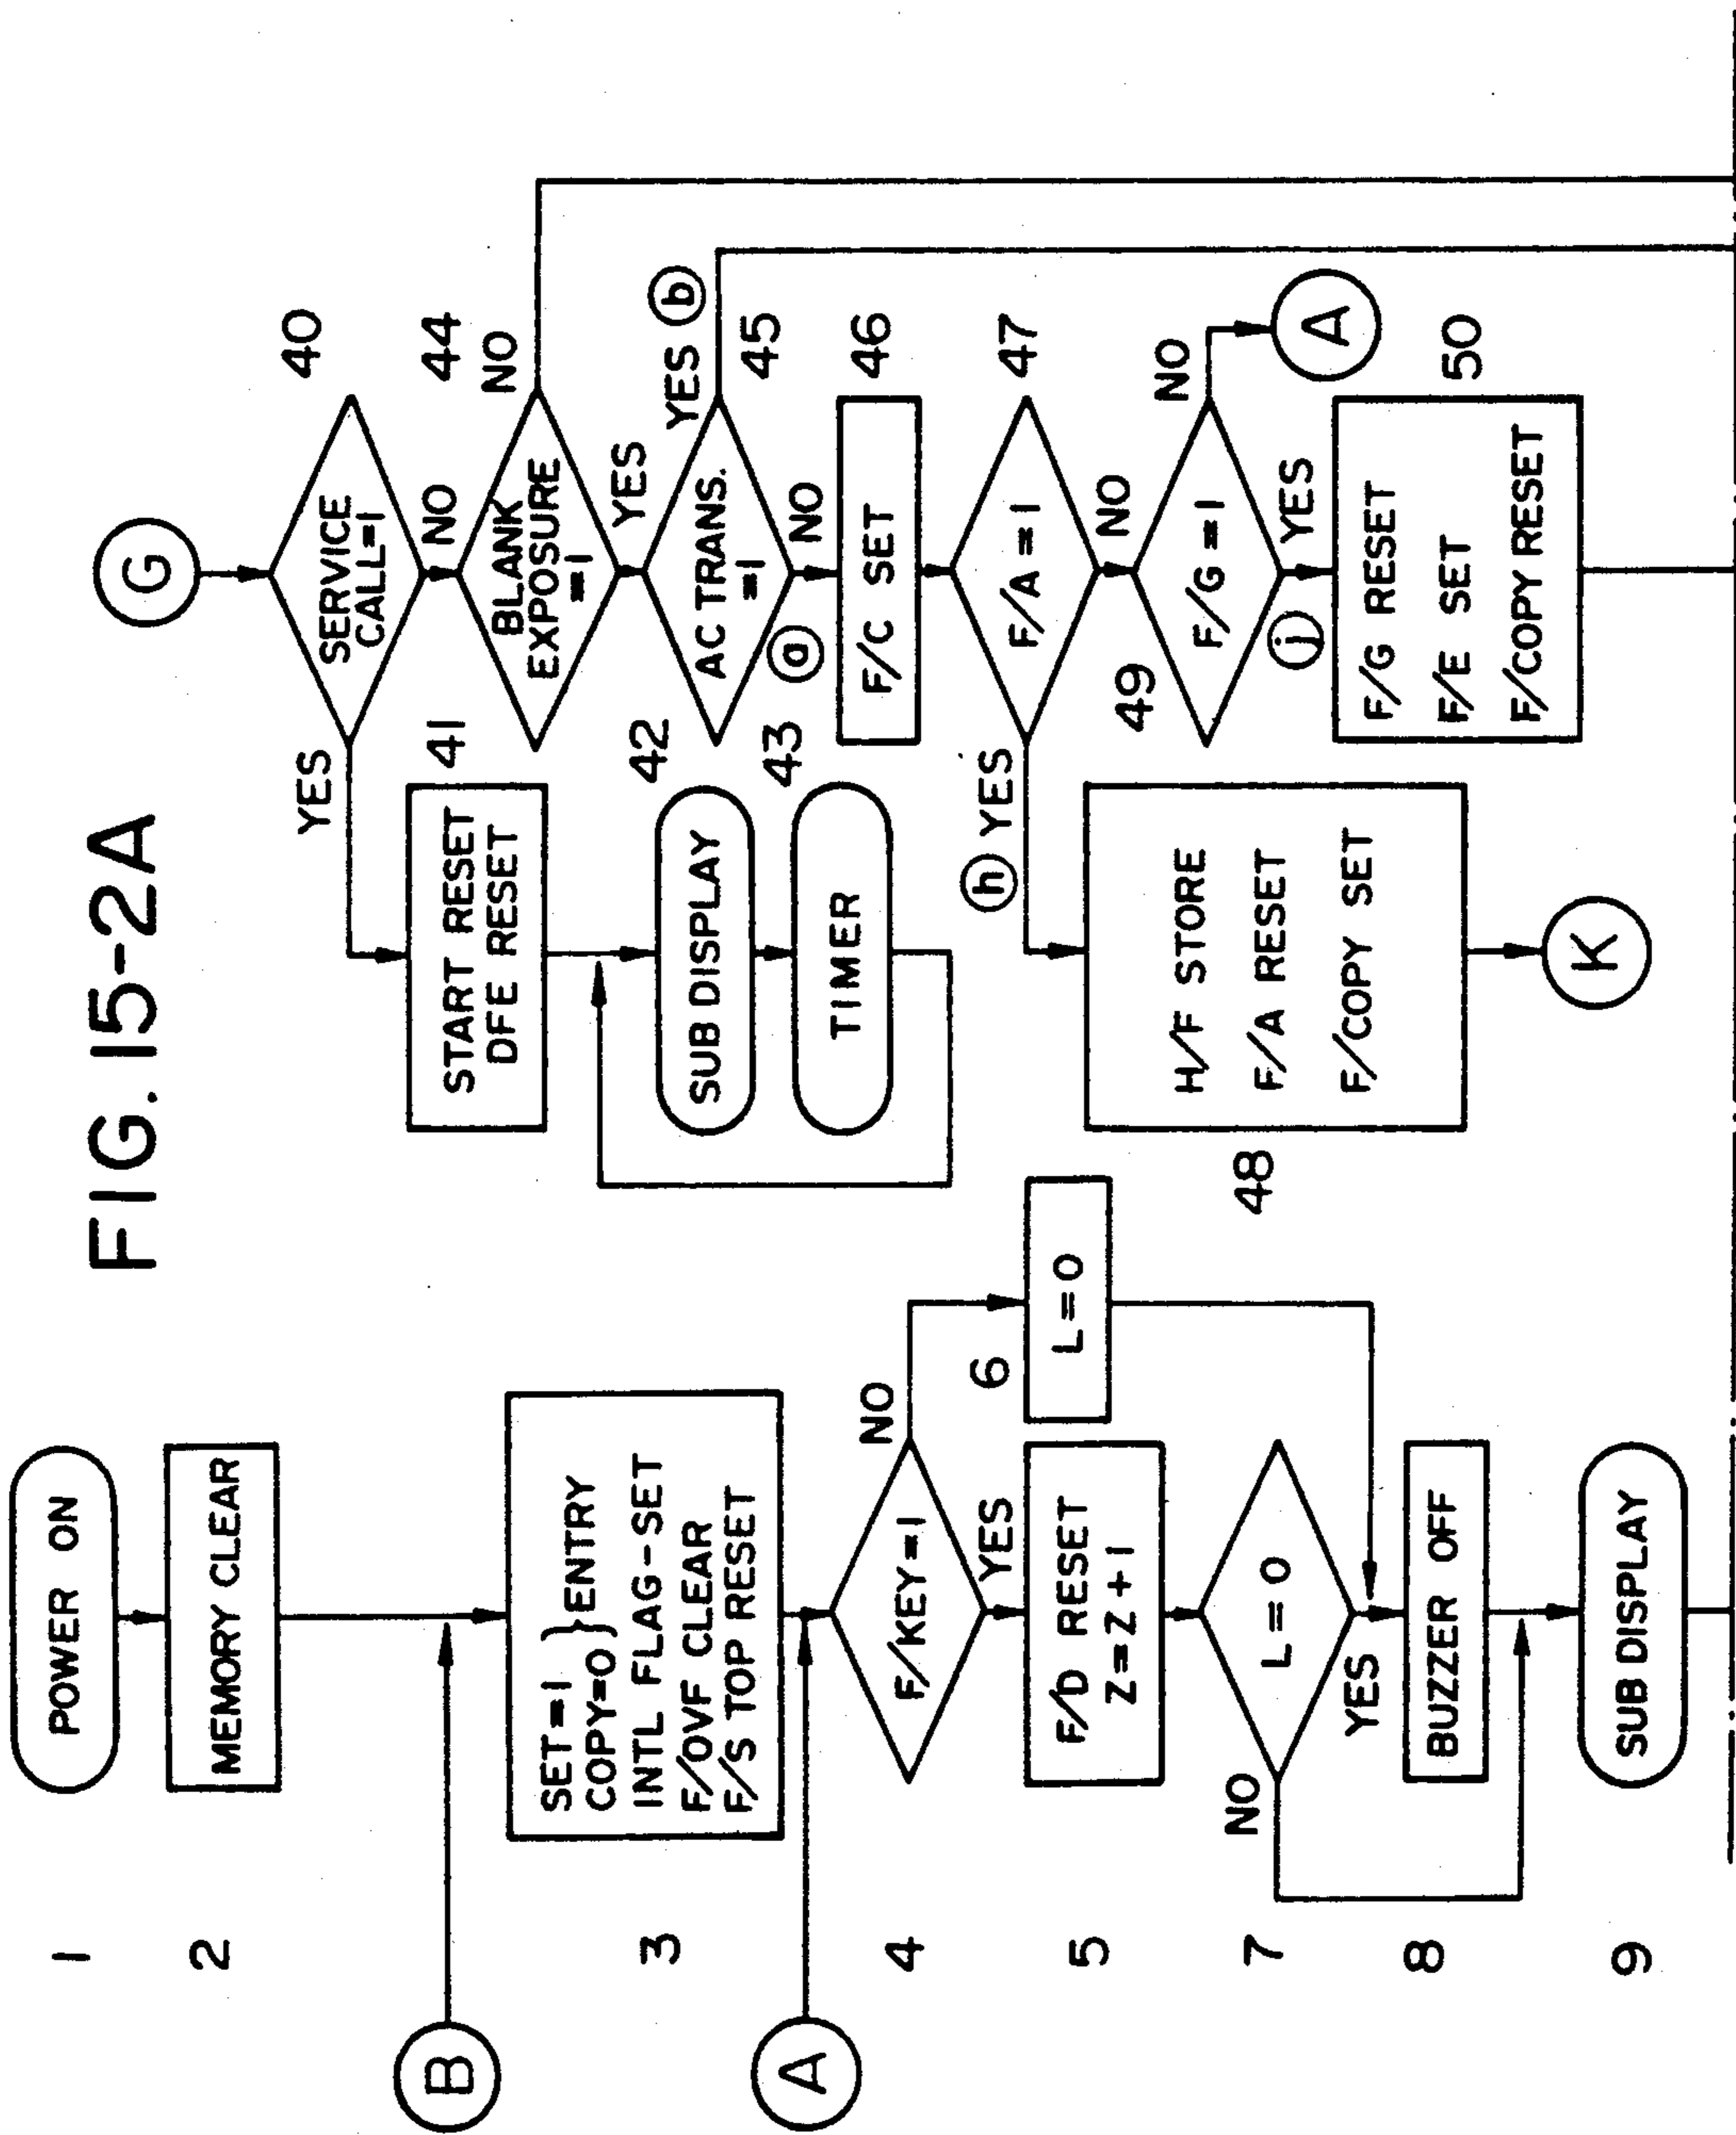 FIG. 15-2A
1
POWER ON
2
MEMORY CLEAR
B
3
SET=1 } ENTRY
COPY=0
INTL FLAG-SET
F/OVF CLEAR
F/S TOP RESET
A
4
F/KEY=1
NO
YES
5
F/D RESET
Z=Z+1
6
L=0
7
L=0
NO
YES
8
BUZZER OFF
9
SUB DISPLAY
G
40
SERVICE
CALL=1
YES
NO
41
START RESET
DFE RESET
42
SUB DISPLAY
43
TIMER
44
BLANK
EXPOSURE
=1
NO
YES
45
AC TRANS.
=1
YES
b
a
NO
46
F/C SET
47
F/A=1
h
YES
NO
48
H/F STORE
F/A RESET
F/COPY SET
K
49
F/G=1
NO
A
j
YES
50
F/G RESET
F/E SET
F/COPY RESET